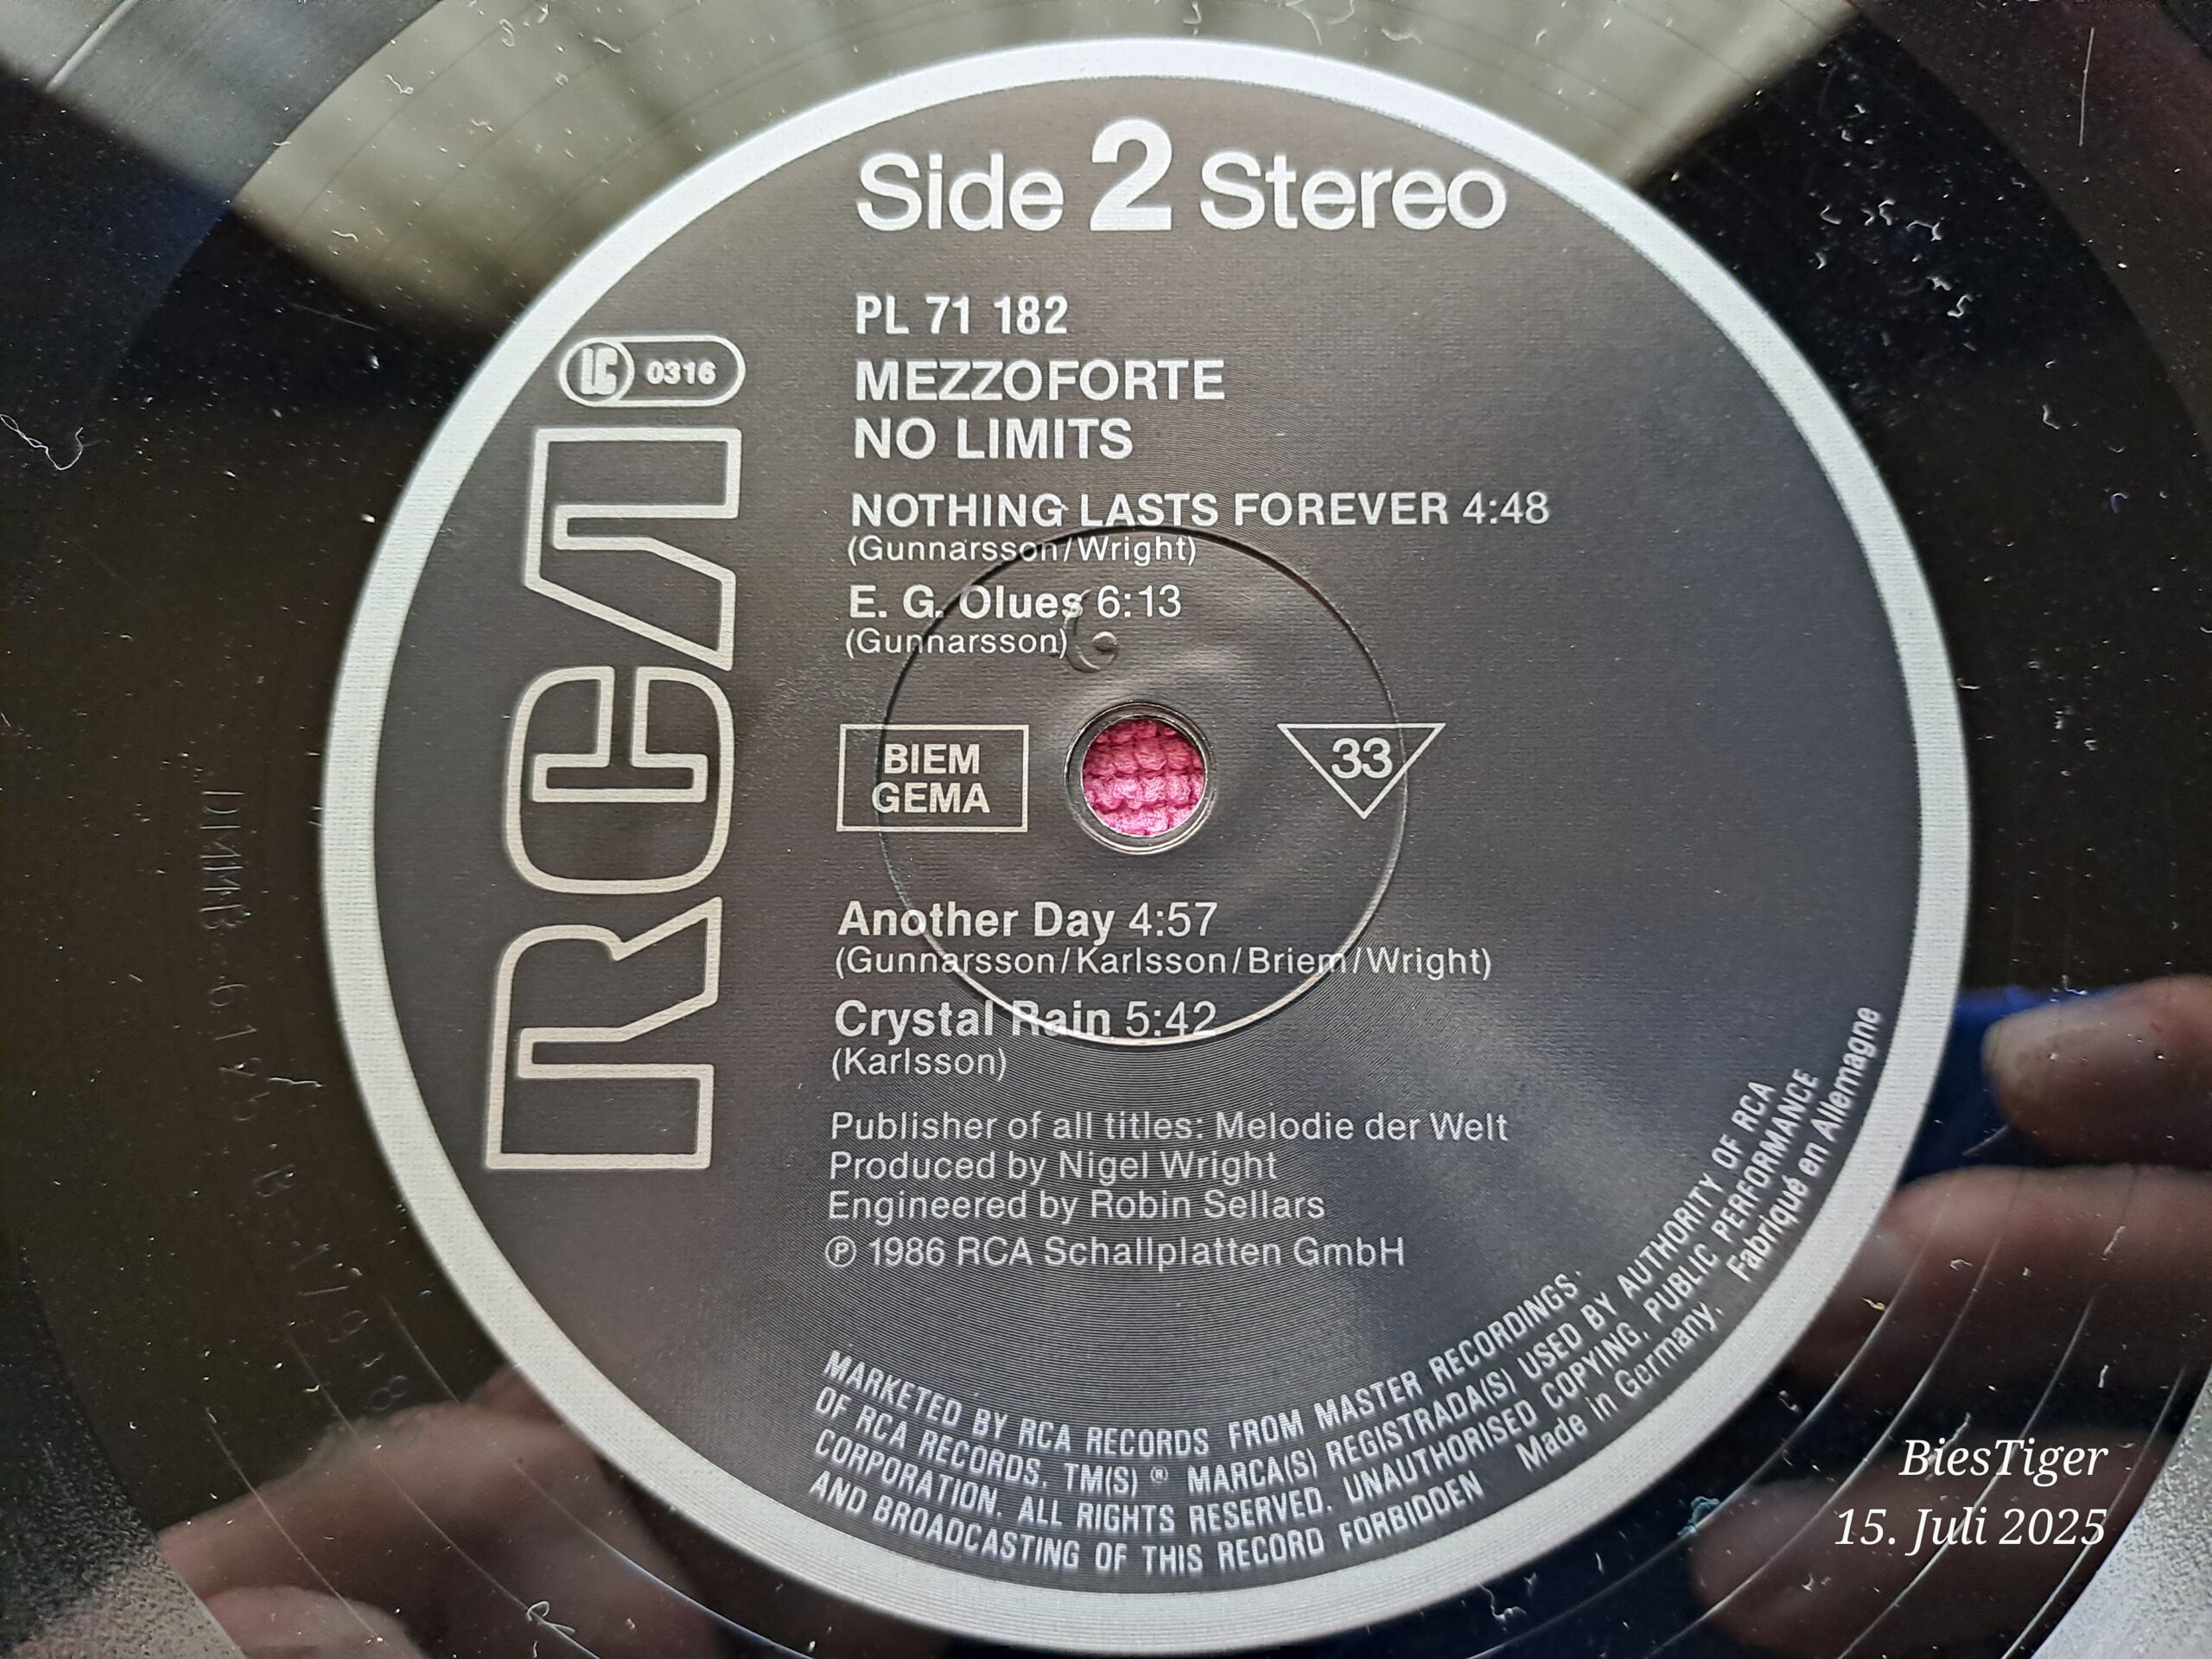 Side 2 Stereo
PL 71 182
LC 0316
MEZZOFORTE
NO LIMITS
RCA
NOTHING LASTS FOREVER 4:48
(Gunnarsson/Wright)
E. G. Olues 6:13
(Gunnarsson)
BIEM
GEMA
33
Another Day 4:57
(Gunnarsson/Karlsson/Briem/Wright)
Crystal Rain 5:42
(Karlsson)
Publisher of all titles: Melodie der Welt
Produced by Nigel Wright
Engineered by Robin Sellars
℗ 1986 RCA Schallplatten GmbH
MARKETED BY RCA RECORDS FROM MASTER RECORDINGS.
OF RCA RECORDS. TM(S) ® MARCA(S) REGISTRADA(S) USED BY AUTHORITY OF RCA
CORPORATION. ALL RIGHTS RESERVED. UNAUTHORISED COPYING, PUBLIC PERFORMANCE
AND BROADCASTING OF THIS RECORD FORBIDDEN Made in Germany. Fabriqué en Allemagne
BiesTiger
15. Juli 2025